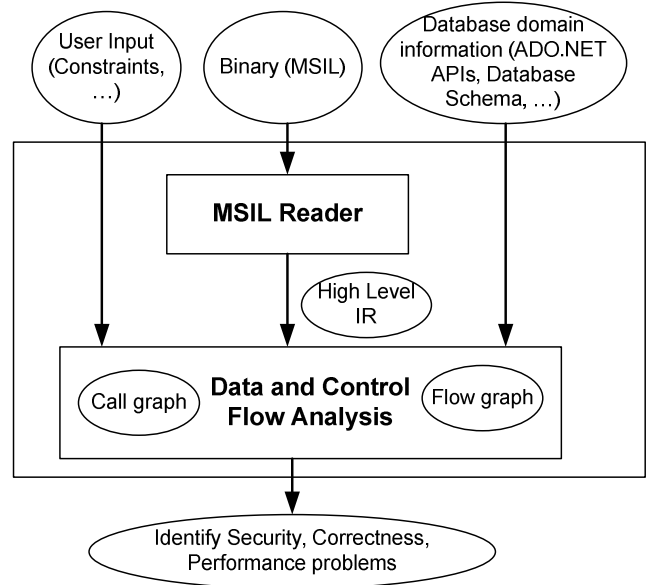 User Input
(Constraints,
…)
Binary (MSIL)
Database domain
information (ADO.NET
APIs, Database
Schema, …)
MSIL Reader
High Level
IR
Call graph
Data and Control
Flow Analysis
Flow graph
Identify Security, Correctness,
Performance problems